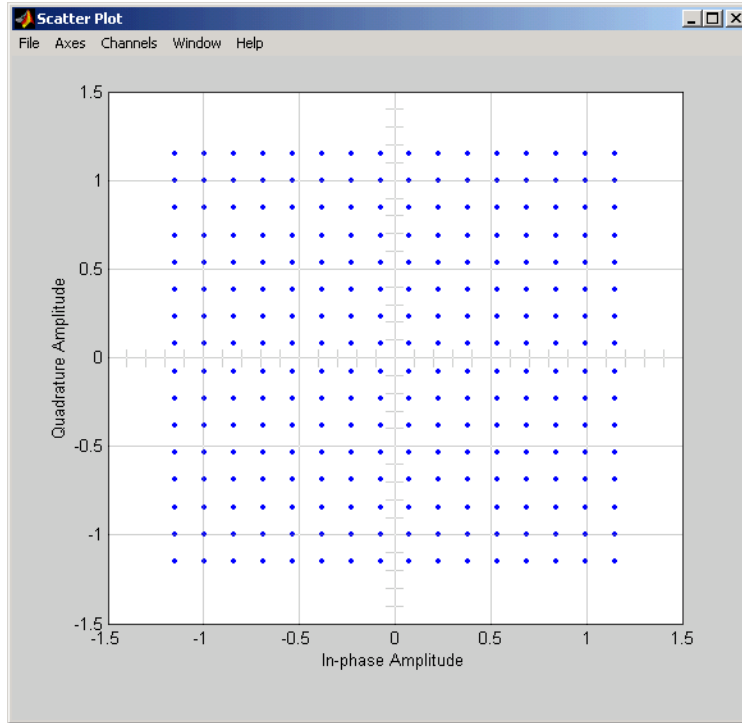 Scatter Plot
File Axes Channels Window Help
1.5
1
0.5
0
-0.5
-1
-1.5
Quadrature Amplitude
-1.5 -1 -0.5 0 0.5 1 1.5
In-phase Amplitude